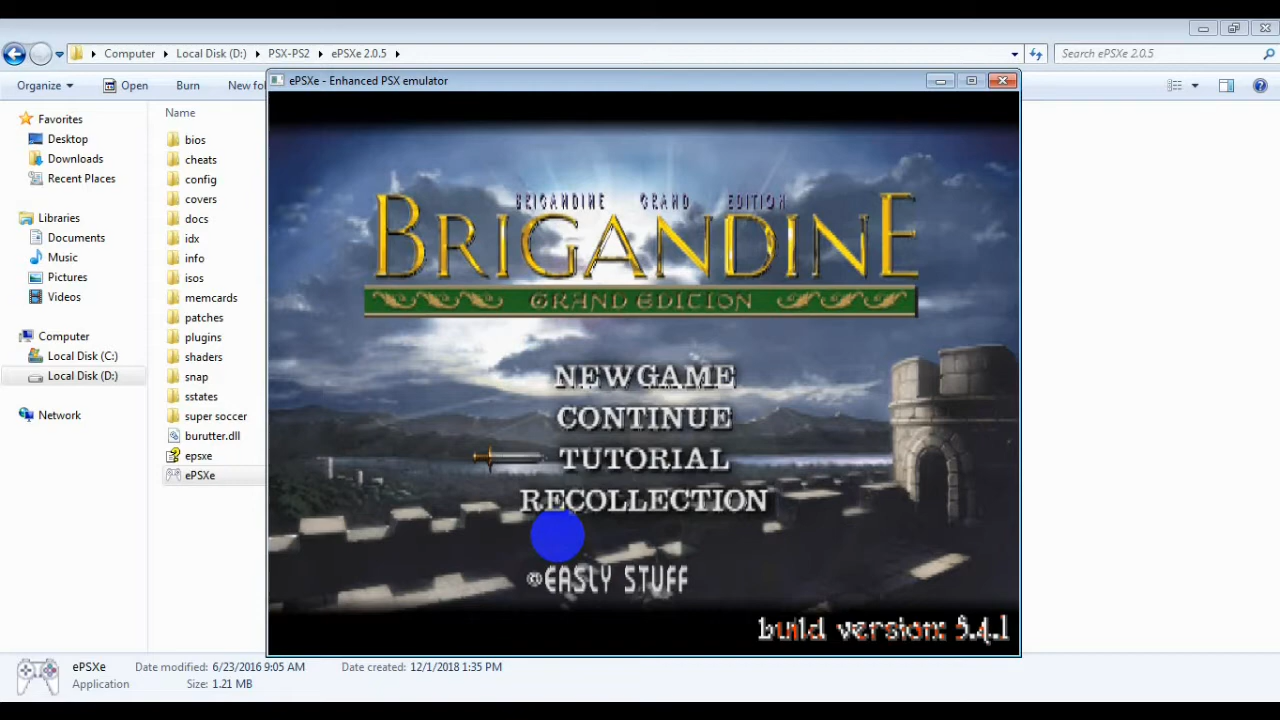 Computer
Local Disk (D:)
PSX-PS2
ePSXe 2.0.5
Search ePSXe 2.0.5
Organize
Open
Burn
New fo
ePSXe - Enhanced PSX emulator
Name
Favorites
Desktop
Downloads
Recent Places
Libraries
Documents
Music
Pictures
Videos
Computer
Local Disk (C:)
Local Disk (D:)
Network
bios
cheats
config
covers
docs
idx
info
isos
memcards
patches
plugins
shaders
snap
sstates
super soccer
burutter.dll
epsxe
ePSXe
BRIGANDINE GRAND EDITION
BRIGANDINE
GRAND EDITION
NEWGAME
CONTINUE
TUTORIAL
RECOLLECTION
©EASLY STUFF
build version: 5.4.1
ePSXe
Date modified: 6/23/2016 9:05 AM
Date created: 12/1/2018 1:35 PM
Application
Size: 1.21 MB